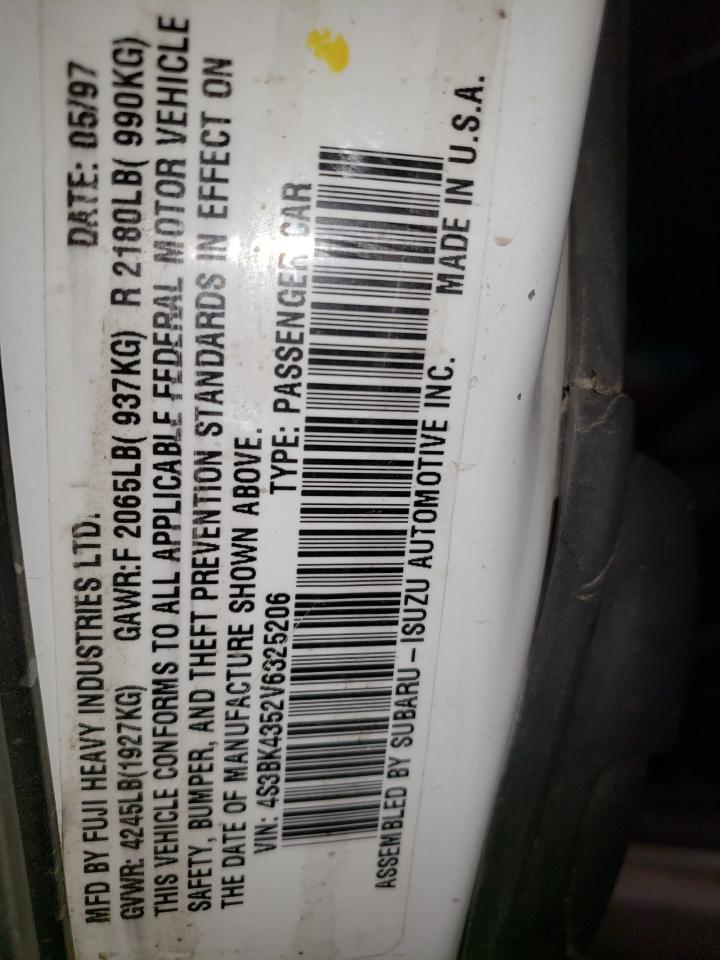 MFD BY FUJI HEAVY INDUSTRIES LTD. DATE: 05/97
GVWR: 4245LB(1927KG) GAWR:F 2065LB( 937KG) R 2180LB( 990KG)
THIS VEHICLE CONFORMS TO ALL APPLICABLE FEDERAL MOTOR VEHICLE
SAFETY, BUMPER, AND THEFT PREVENTION STANDARDS IN EFFECT ON
THE DATE OF MANUFACTURE SHOWN ABOVE.
VIN: 4S3BK4352V6325206 TYPE: PASSENGER CAR
ASSEMBLED BY SUBARU-ISUZU AUTOMOTIVE INC. MADE IN U.S.A.